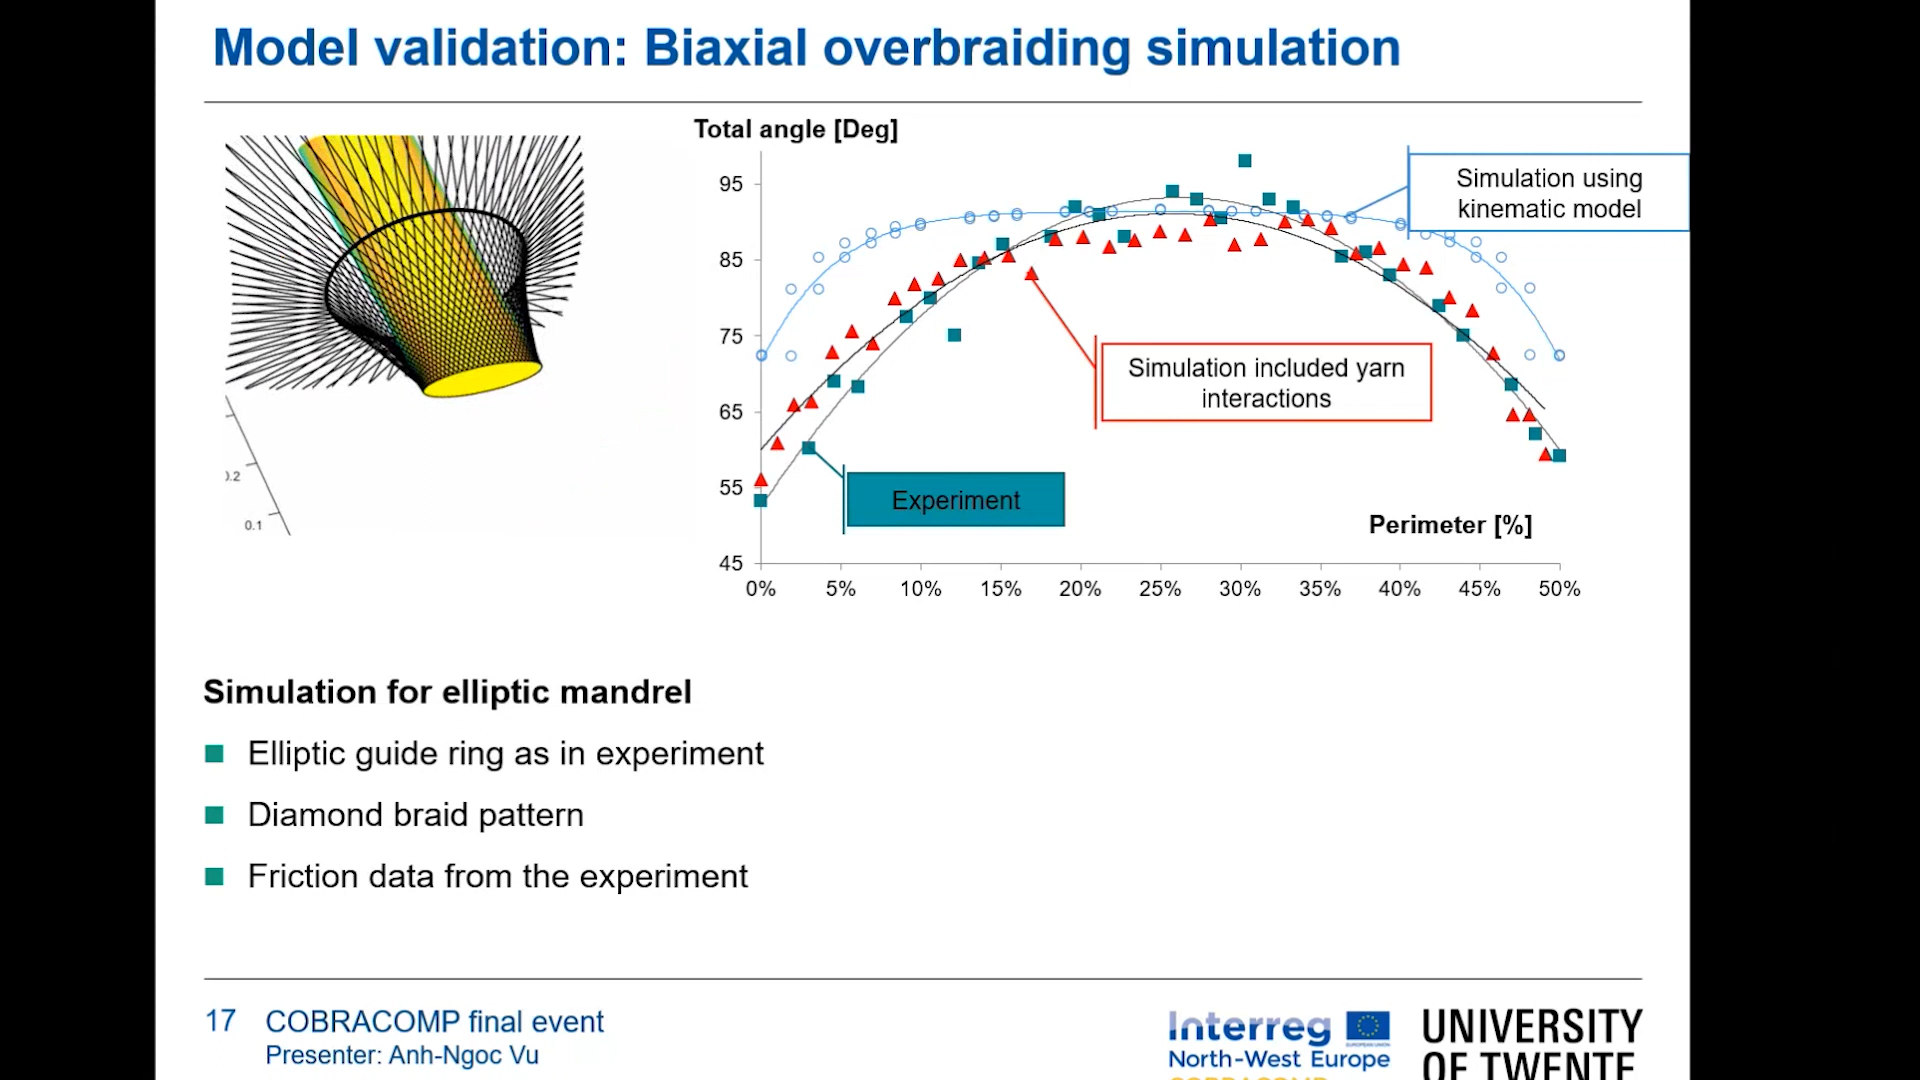 Model validation: Biaxial overbraiding simulation
Total angle [Deg]
95
85
75
65
55
45
0%
5%
10%
15%
20%
25%
30%
35%
40%
45%
50%
Perimeter [%]
Simulation using
kinematic model
Simulation included yarn
interactions
Experiment
0.1
Simulation for elliptic mandrel
Elliptic guide ring as in experiment
Diamond braid pattern
Friction data from the experiment
17
COBRACOMP final event
Presenter: Anh-Ngoc Vu
Interreg
EUROPEAN UNION
North-West Europe
UNIVERSITY
OF TWENTE